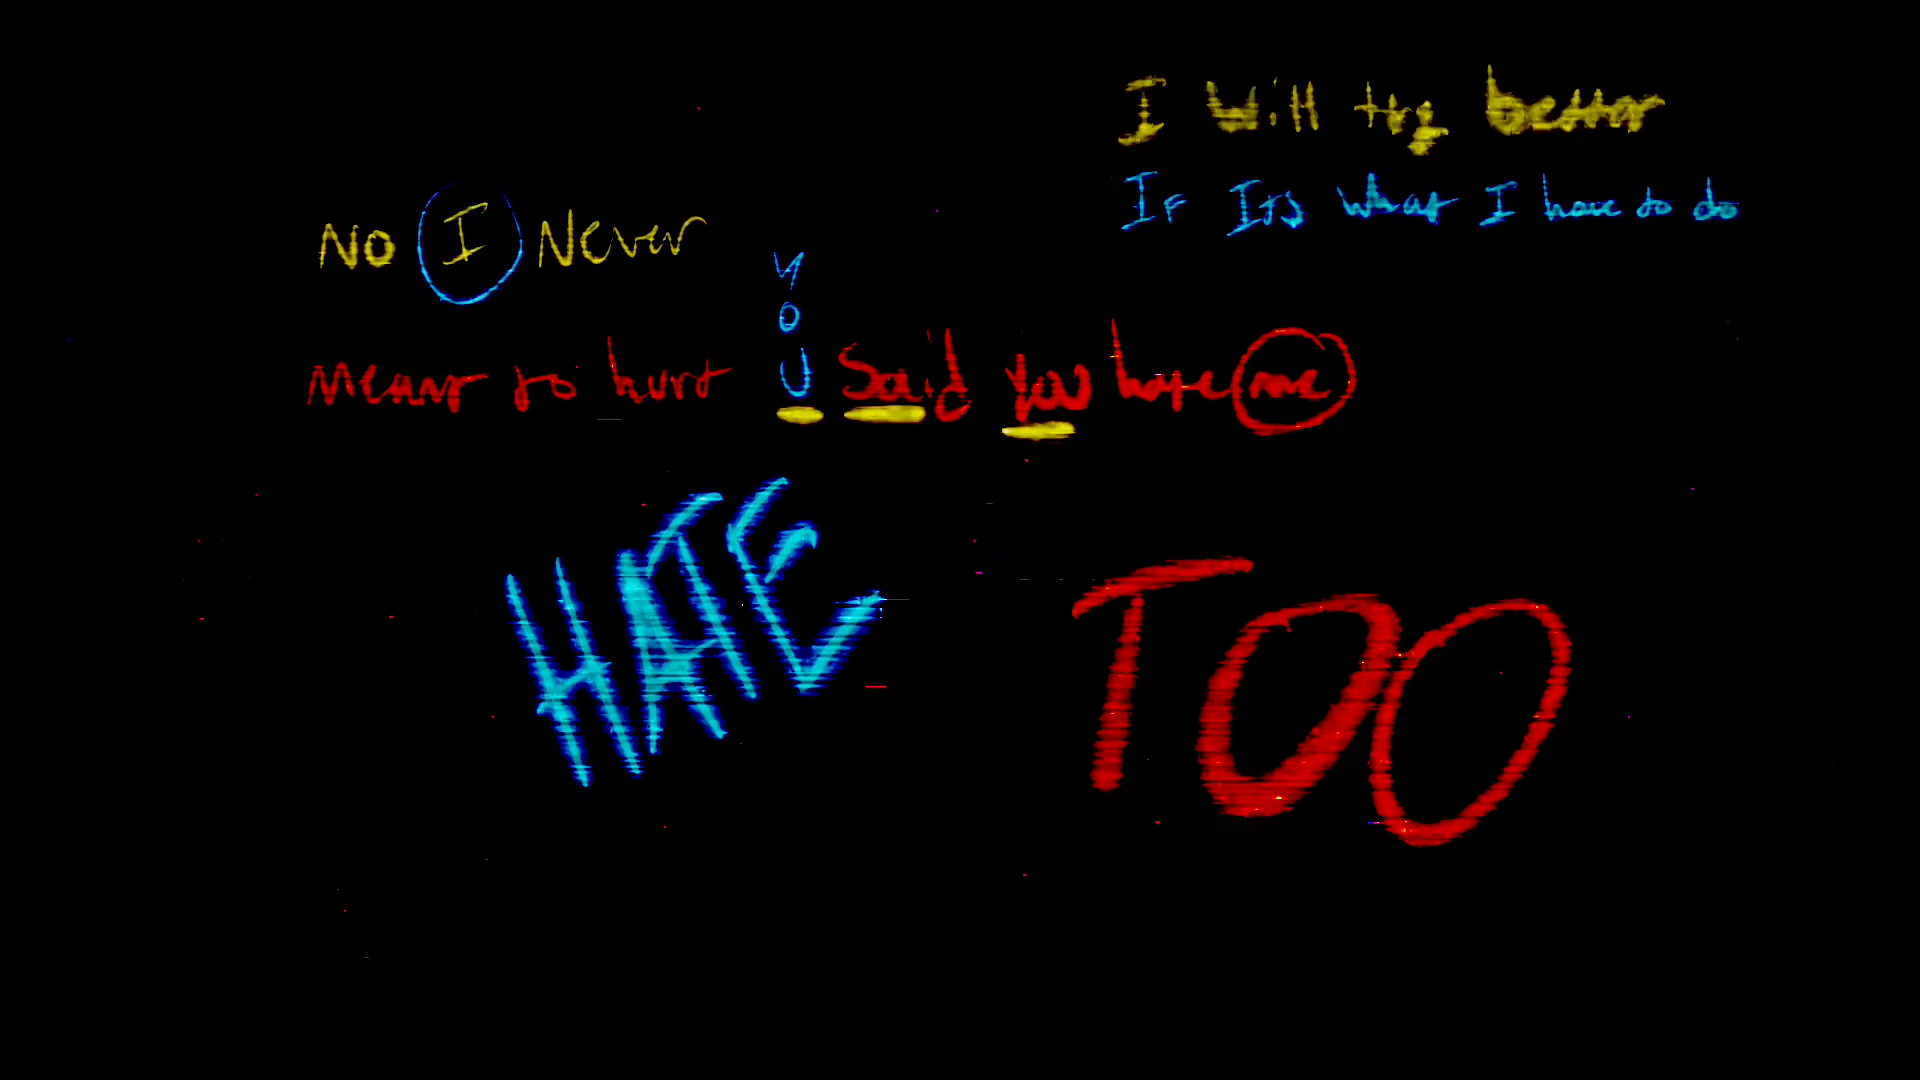 I Will try better
If Its what I have to do
No I Never
Meant to hurt you Said you hate me
HATE TOO